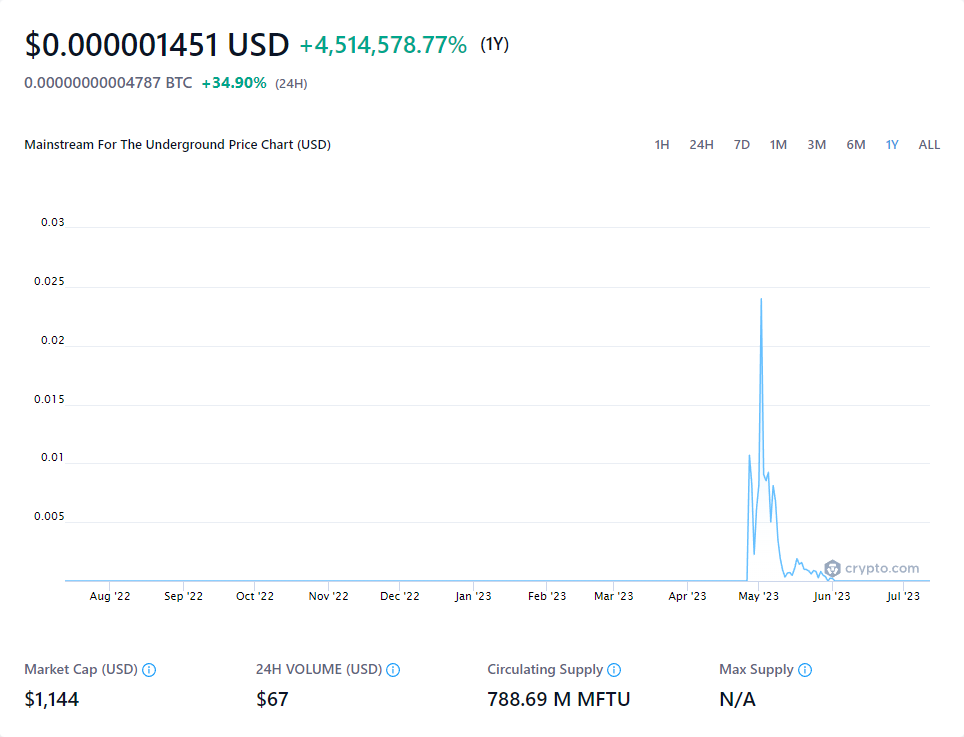 $0.000001451 USD +4,514,578.77% (1Y)
0.00000000004787 BTC +34.90% (24H)
Mainstream For The Underground Price Chart (USD) 1H 24H 7D 1M 3M 6M 1Y ALL
0.03
0.025
0.02
0.015
0.01
0.005
crypto.com
Aug '22 Sep '22 Oct '22 Nov '22 Dec '22 Jan '23 Feb '23 Mar '23 Apr '23 May '23 Jun '23 Jul '23
Market Cap (USD) 24H VOLUME (USD) Circulating Supply Max Supply
$1,144 $67 788.69 M MFTU N/A